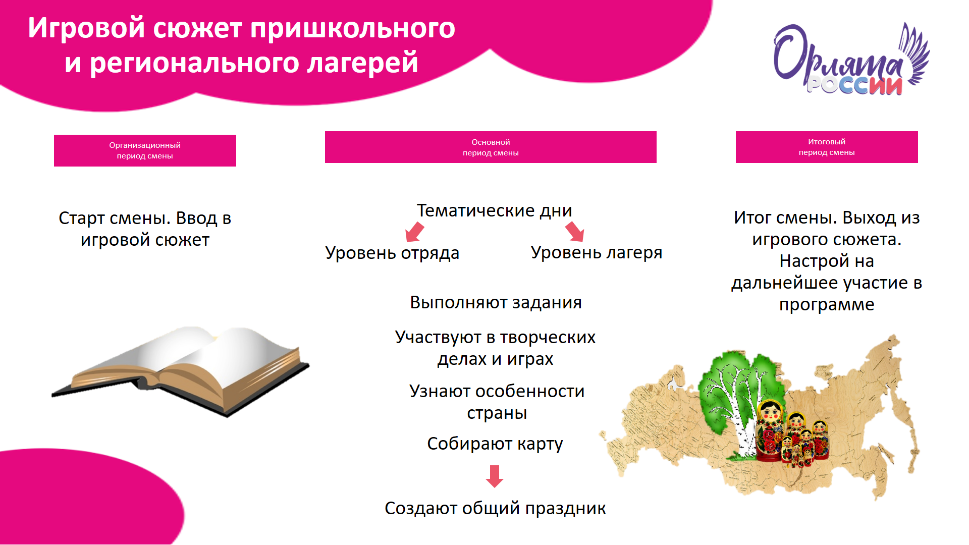 Игровой сюжет пришкольного
и регионального лагерей
Орлята
РОССИИ
Организационный
период смены
Основной
период смены
Итоговый
период смены
Старт смены. Ввод в
игровой сюжет
Тематические дни
Уровень отряда
Уровень лагеря
Выполняют задания
Участвуют в творческих
делах и играх
Узнают особенности
страны
Собирают карту
Создают общий праздник
Итог смены. Выход из
игрового сюжета.
Настрой на
дальнейшее участие в
программе